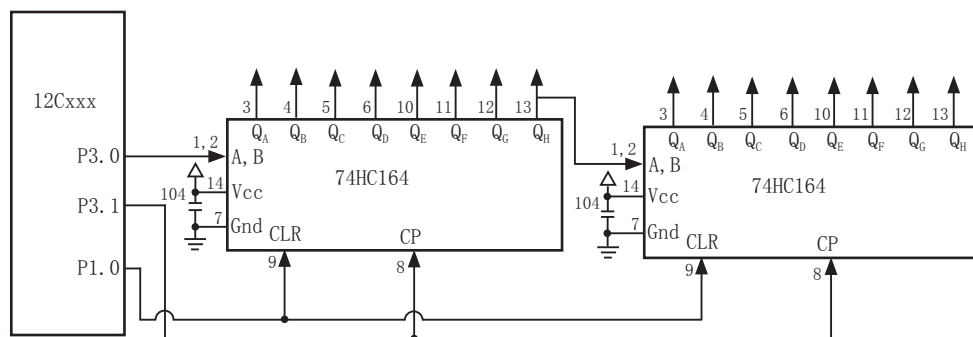 12Cxxx
P3.0
P3.1
P1.0
3 4 5 6 10 11 12 13
QA QB QC QD QE QF QG QH
1,2
A,B
74HC164
14
Vcc
104
7
Gnd
CLR
CP
9
8
3 4 5 6 10 11 12 13
QA QB QC QD QE QF QG QH
1,2
A,B
74HC164
14
Vcc
104
7
Gnd
CLR
CP
9
8